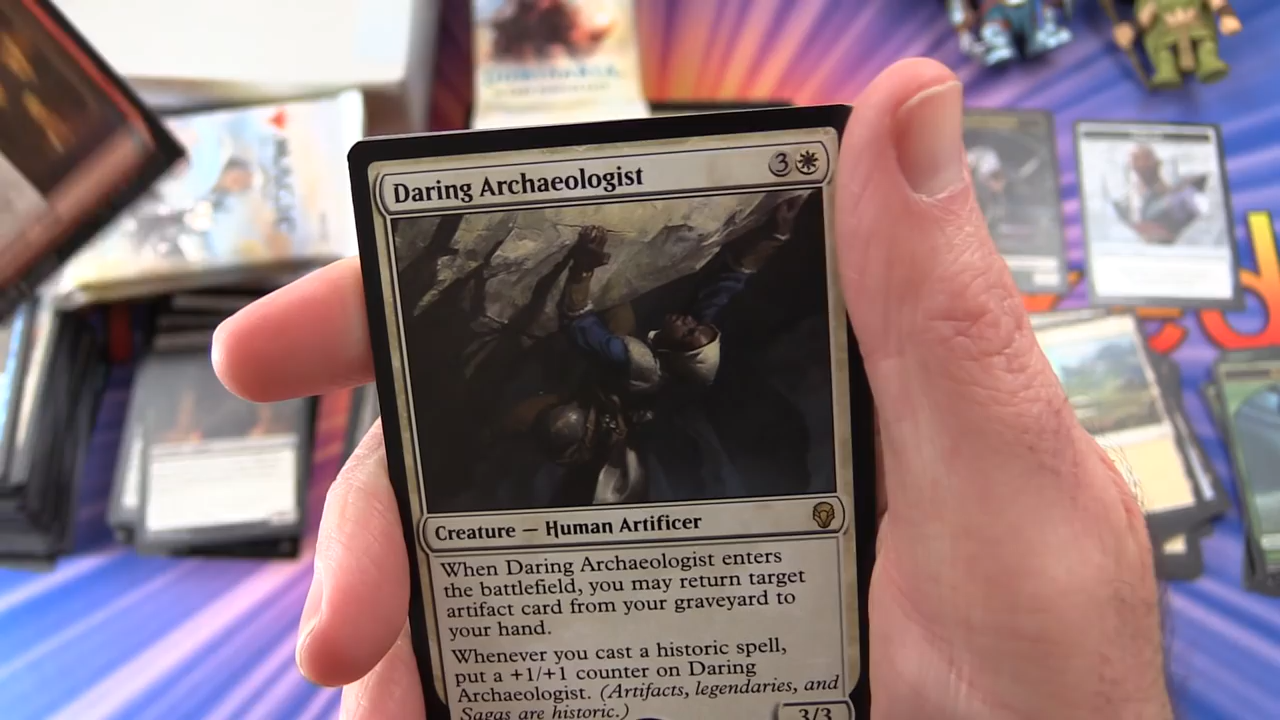 Daring Archaeologist 3
Creature — Human Artificer
When Daring Archaeologist enters
the battlefield, you may return target
artifact card from your graveyard to
your hand.
Whenever you cast a historic spell,
put a +1/+1 counter on Daring
Archaeologist. (Artifacts, legendaries, and
Sagas are historic.)
3/3